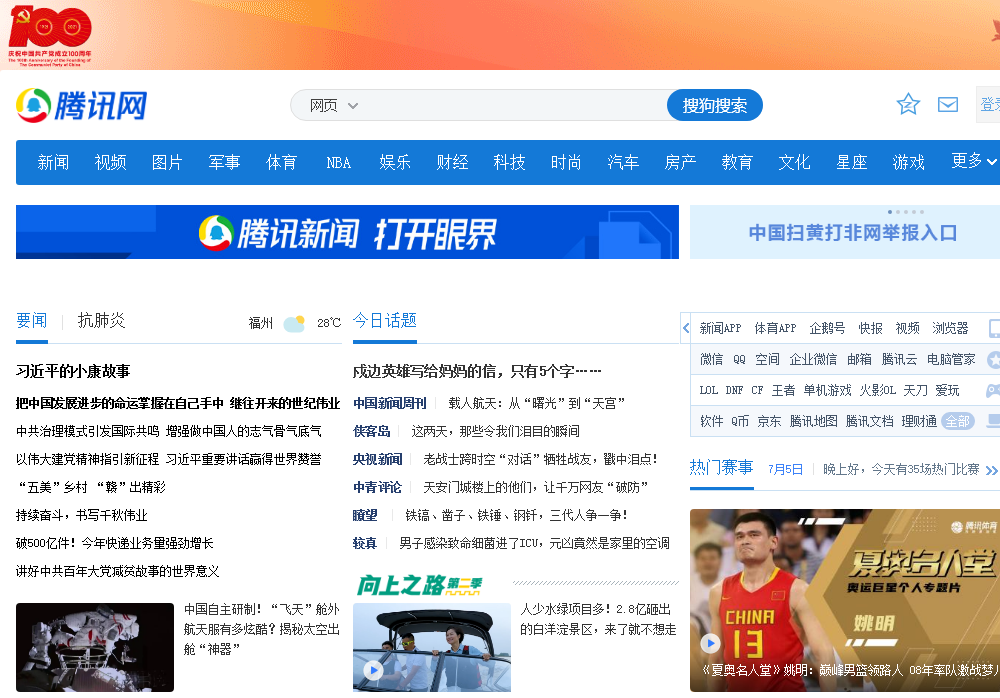 100
1921
2021
庆祝中国共产党成立100周年
The 100th Anniversary of the Founding of
The Communist Party of China
腾讯网
网页
搜狗搜索
登录
新闻 视频 图片 军事 体育 NBA 娱乐 财经 科技 时尚 汽车 房产 教育 文化 星座 游戏 更多
腾讯新闻 打开眼界
中国扫黄打非网举报入口
要闻 抗肺炎 福州 28℃
习近平的小康故事
把中国发展进步的命运掌握在自己手中 继往开来的世纪伟业
中共治理模式引发国际共鸣 增强做中国人的志气骨气底气
以伟大建党精神指引新征程 习近平重要讲话赢得世界赞誉
“五美”乡村 “赣”出精彩
持续奋斗，书写千秋伟业
破500亿件！今年快递业务量强劲增长
讲好中共百年大党减贫故事的世界意义
中国自主研制！“飞天”舱外
航天服有多炫酷？揭秘太空出
舱“神器”
今日话题
戍边英雄写给妈妈的信，只有5个字……
中国新闻周刊 载人航天：从“曙光”到“天宫”
侠客岛 这两天，那些令我们泪目的瞬间
央视新闻 老战士跨时空“对话”牺牲战友，戳中泪点！
中青评论 天安门城楼上的他们，让千万网友“破防”
瞭望 铁镐、凿子、铁锤、钢钎，三代人争一争！
较真 男子感染致命细菌进了ICU，元凶竟然是家里的空调
向上之路第二季
人少水绿项目多！2.8亿砸出
的白洋淀景区，来了就不想走
新闻APP 体育APP 企鹅号 快报 视频 浏览器
微信 QQ 空间 企业微信 邮箱 腾讯云 电脑管家
LOL DNF CF 王者 单机游戏 火影OL 天刀 爱玩
软件 Q币 京东 腾讯地图 腾讯文档 理财通 全部
热门赛事 7月5日 晚上好，今天有35场热门比赛
腾讯体育
夏奥名人堂
奥运巨星个人专题片
姚明
CHINA
13
《夏奥名人堂》姚明：巅峰男篮领路人 08年率队激战梦八